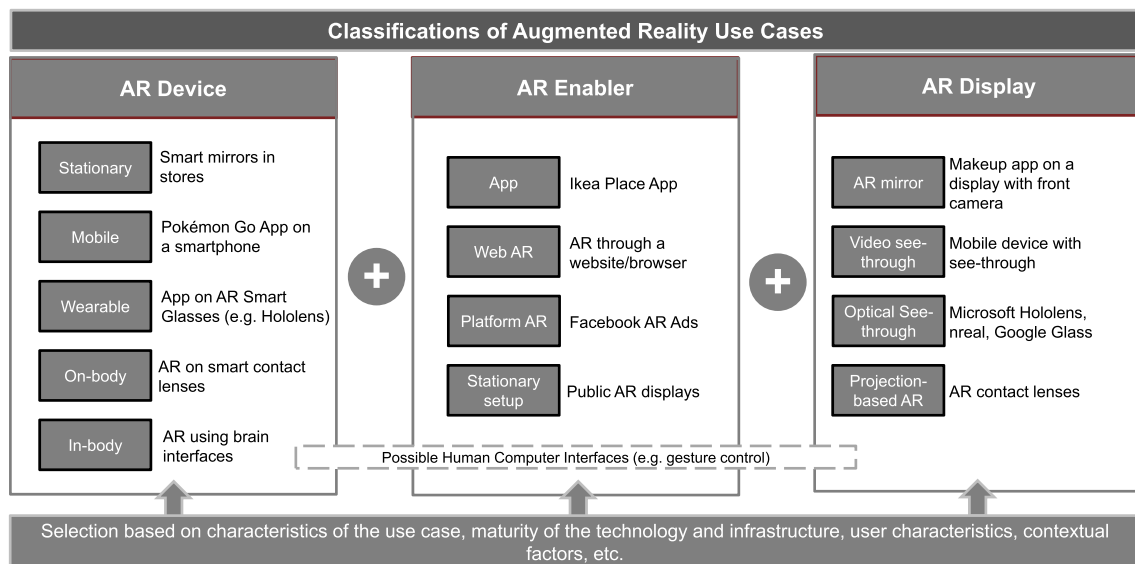 Classifications of Augmented Reality Use Cases
AR Device
Stationary
Smart mirrors in
stores
Mobile
Pokémon Go App on
a smartphone
Wearable
App on AR Smart
Glasses (e.g. Hololens)
On-body
AR on smart contact
lenses
In-body
AR using brain
interfaces
+
AR Enabler
App
Ikea Place App
Web AR
AR through a
website/browser
Platform AR
Facebook AR Ads
Stationary
setup
Public AR displays
+
AR Display
AR mirror
Makeup app on a
display with front
camera
Video see-
through
Mobile device with
see-through
Optical See-
through
Microsoft Hololens,
nreal, Google Glass
Projection-
based AR
AR contact lenses
Possible Human Computer Interfaces (e.g. gesture control)
Selection based on characteristics of the use case, maturity of the technology and infrastructure, user characteristics, contextual
factors, etc.